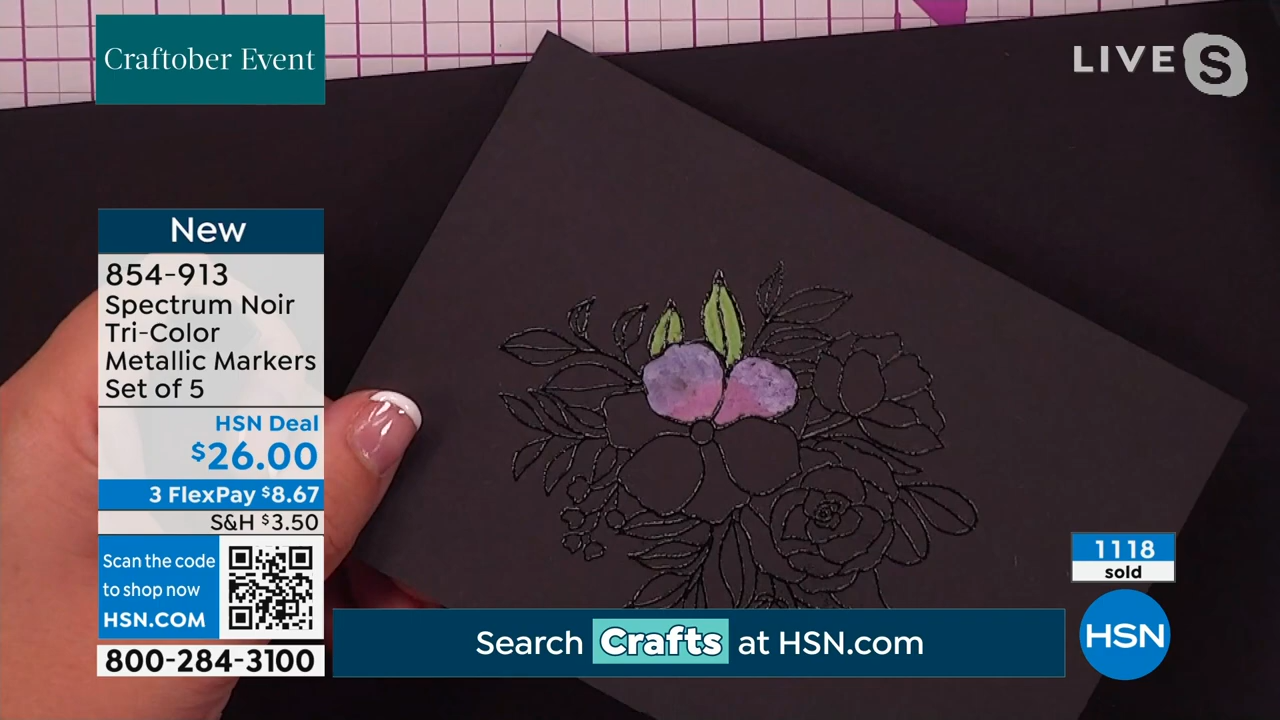 Craftober Event
LIVE S
New
854-913
Spectrum Noir
Tri-Color
Metallic Markers
Set of 5
HSN Deal
$26.00
3 FlexPay $8.67
S&H $3.50
Scan the code
to shop now
HSN.COM
800-284-3100
1118
sold
HSN
Search Crafts at HSN.com